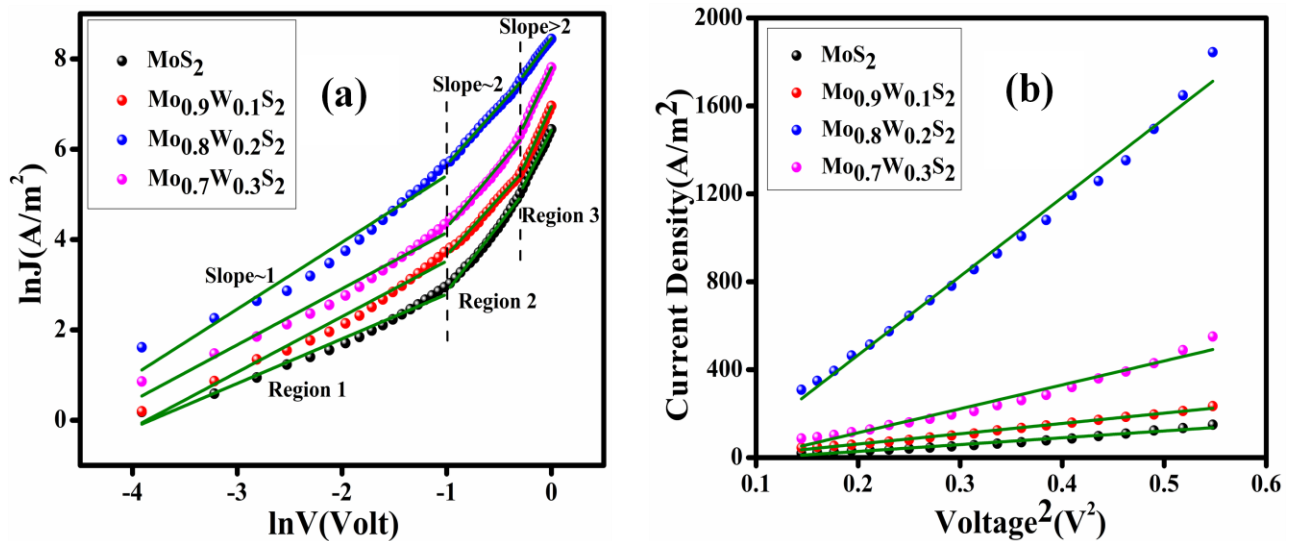 (a)
MoS2
Mo0.9W0.1S2
Mo0.8W0.2S2
Mo0.7W0.3S2
Slope>2
Slope~2
Slope~1
Region 3
Region 2
Region 1
lnJ(A/m2)
8
6
4
2
0
-4 -3 -2 -1 0
lnV(Volt)
(b)
MoS2
Mo0.9W0.1S2
Mo0.8W0.2S2
Mo0.7W0.3S2
Current Density(A/m2)
2000
1600
1200
800
400
0
0.1 0.2 0.3 0.4 0.5 0.6
Voltage2(V2)